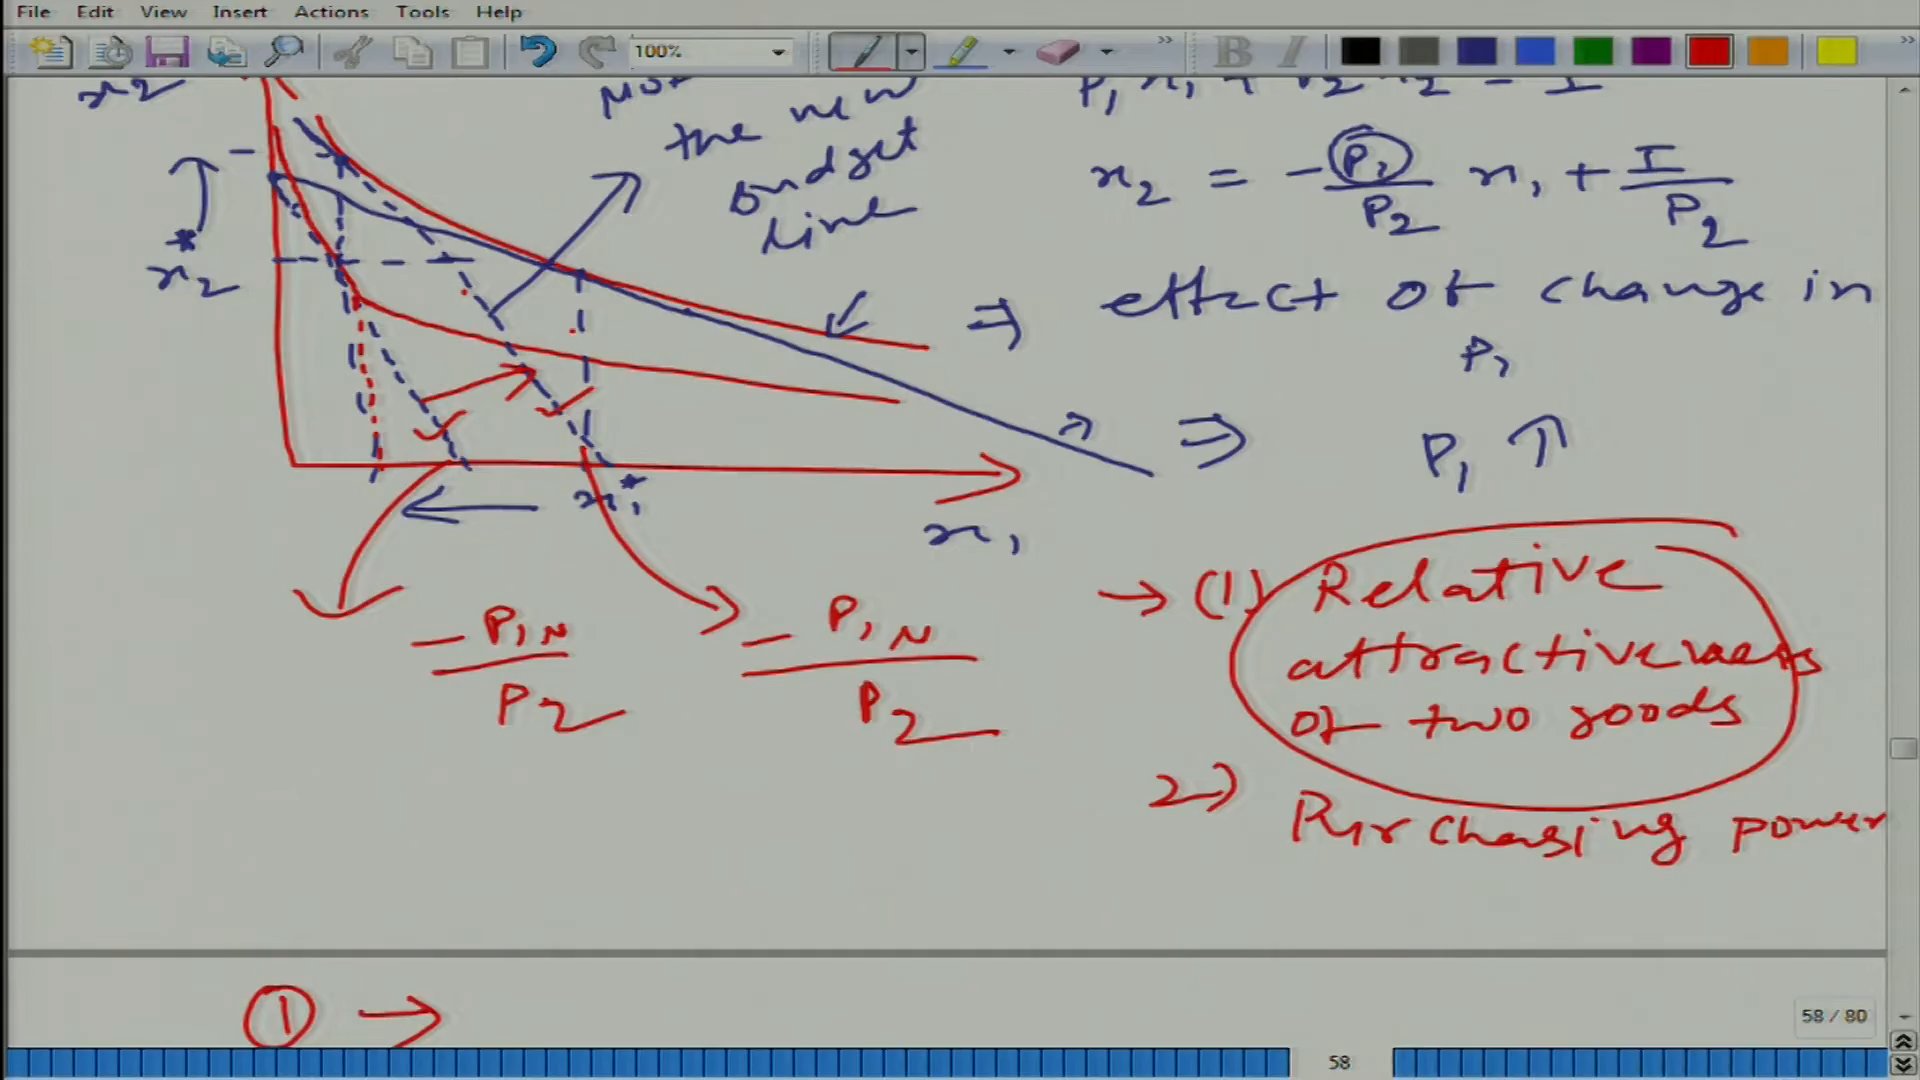 File Edit View Insert Actions Tools Help
100%
x2
the new
budget
line
x2 = - P1/P2 x1 + I/P2
x2*
effect of change in
P1
P1 ↑
x1*
x1
-P1N/P2
-P1N/P2
→ (1) Relative
attractiveness
of two goods
2) Purchasing power
① →
58 / 80
58